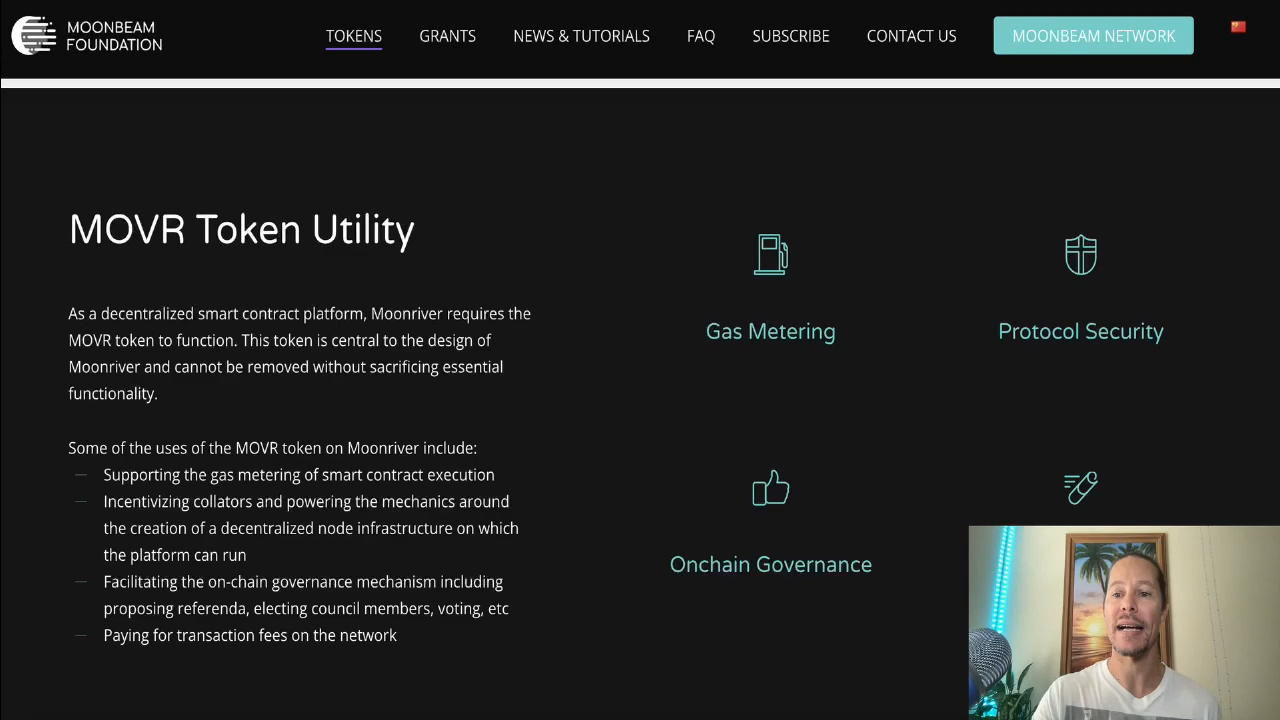 MOONBEAM
FOUNDATION
TOKENS
GRANTS
NEWS & TUTORIALS
FAQ
SUBSCRIBE
CONTACT US
MOONBEAM NETWORK
MOVR Token Utility
As a decentralized smart contract platform, Moonriver requires the
MOVR token to function. This token is central to the design of
Moonriver and cannot be removed without sacrificing essential
functionality.
Some of the uses of the MOVR token on Moonriver include:
— Supporting the gas metering of smart contract execution
— Incentivizing collators and powering the mechanics around
the creation of a decentralized node infrastructure on which
the platform can run
— Facilitating the on-chain governance mechanism including
proposing referenda, electing council members, voting, etc
— Paying for transaction fees on the network
Gas Metering
Protocol Security
Onchain Governance